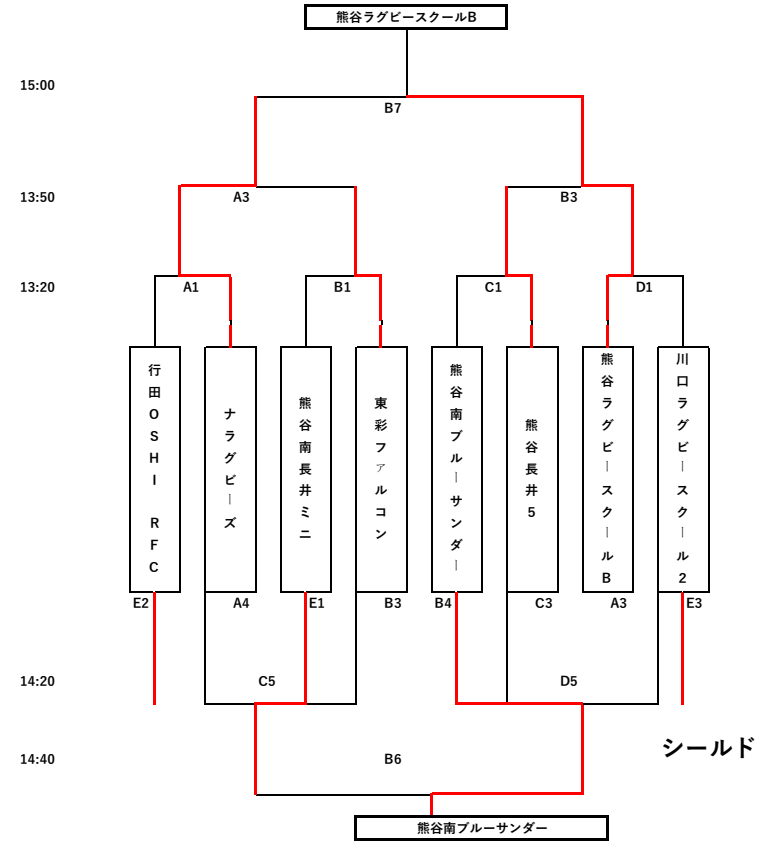 熊谷ラグビースクールB
15:00
B7
13:50
A3
B3
13:20
A1
B1
C1
D1
行田OSHI RFC
ナラグビーズ
熊谷南長井ミニ
東彩ファルコン
熊谷南ブルーサンダー
熊谷長井5
熊谷ラグビースクールB
川口ラグビースクール2
E2
A4
E1
B3
B4
C3
A3
E3
14:20
C5
D5
シールド
14:40
B6
熊谷南ブルーサンダー